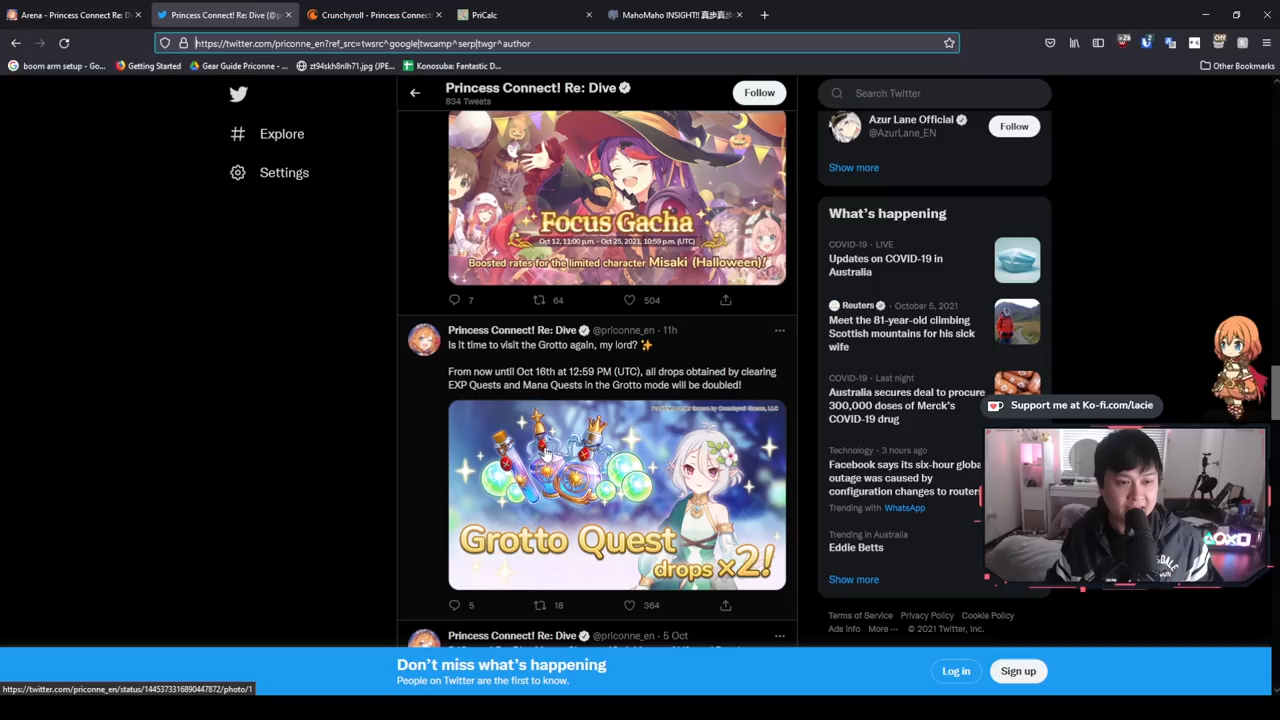 Arena - Princess Connect Re: D
Princess Connect! Re: Dive (@p
Crunchyroll - Princess Connect!
PriCalc
MahoMaho INSIGHT!! 真步真步
https://twitter.com/priconne_en?ref_src=twsrc^google|twcamp^serp|twgr^author
boom arm setup - Go...
Getting Started
Gear Guide Priconne -...
zt94skh8nlh71.jpg (JPE...
Konosuba: Fantastic D...
Other Bookmarks
Princess Connect! Re: Dive
834 Tweets
Follow
Search Twitter
Explore
Settings
Azur Lane Official
@AzurLane_EN
Follow
Show more
Focus Gacha
Oct 12, 11:00 p.m. - Oct 25, 2021, 10:59 p.m. (UTC)
Boosted rates for the limited character Misaki (Halloween)!
7
64
504
Princess Connect! Re: Dive @priconne_en · 11h
Is it time to visit the Grotto again, my lord?
From now until Oct 16th at 12:59 PM (UTC), all drops obtained by clearing
EXP Quests and Mana Quests in the Grotto mode will be doubled!
Grotto Quest
drops x2!
5
18
364
Princess Connect! Re: Dive @priconne_en · 5 Oct
What's happening
COVID-19 · LIVE
Updates on COVID-19 in
Australia
Reuters · October 5, 2021
Meet the 81-year-old climbing
Scottish mountains for his sick
wife
COVID-19 · Last night
Australia secures deal to procure
300,000 doses of Merck's
COVID-19 drug
Technology · 3 hours ago
Facebook says its six-hour globa
outage was caused by
configuration changes to router
Trending with WhatsApp
Trending in Australia
Eddie Betts
Show more
Support me at Ko-fi.com/lacie
Terms of Service Privacy Policy Cookie Policy
Ads info More ··· © 2021 Twitter, Inc.
Don't miss what's happening
People on Twitter are the first to know.
Log in
Sign up
https://twitter.com/priconne_en/status/1445373316890447872/photo/1